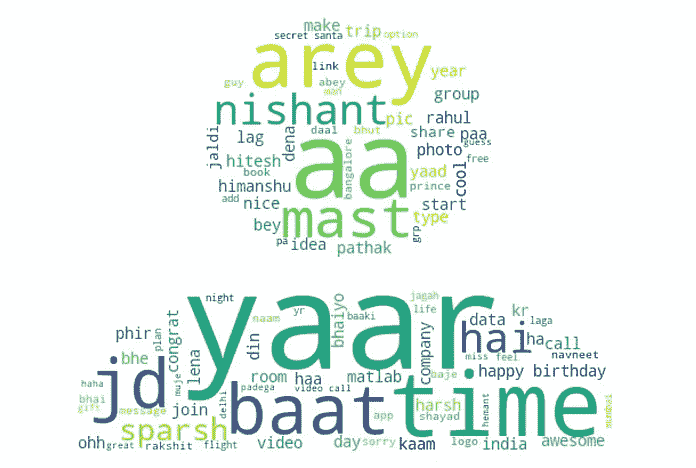 make trip option
secret santa
arey
link
guy abey year
man
nishant group
pic rahul
jaldi lag dena daal bhut share paa
hitesh photo cool guess
book bangalore yaad free
himanshu aa prince
add nice start
bey mast type
pa idea pathak grp
night yaar jagah
naam yr life
baaki
bhaiyo
phir plan congrat din hai data kr laga
bhe lena company ha call
miss feel navneet
haha jd room haa matlab happy birthday
bhai muje padega video call baje
gift message join delhi baat time harsh hemant mumbai
sparsh app shayad
ohh great rakshit flight video day sorry kaam logo india awesome